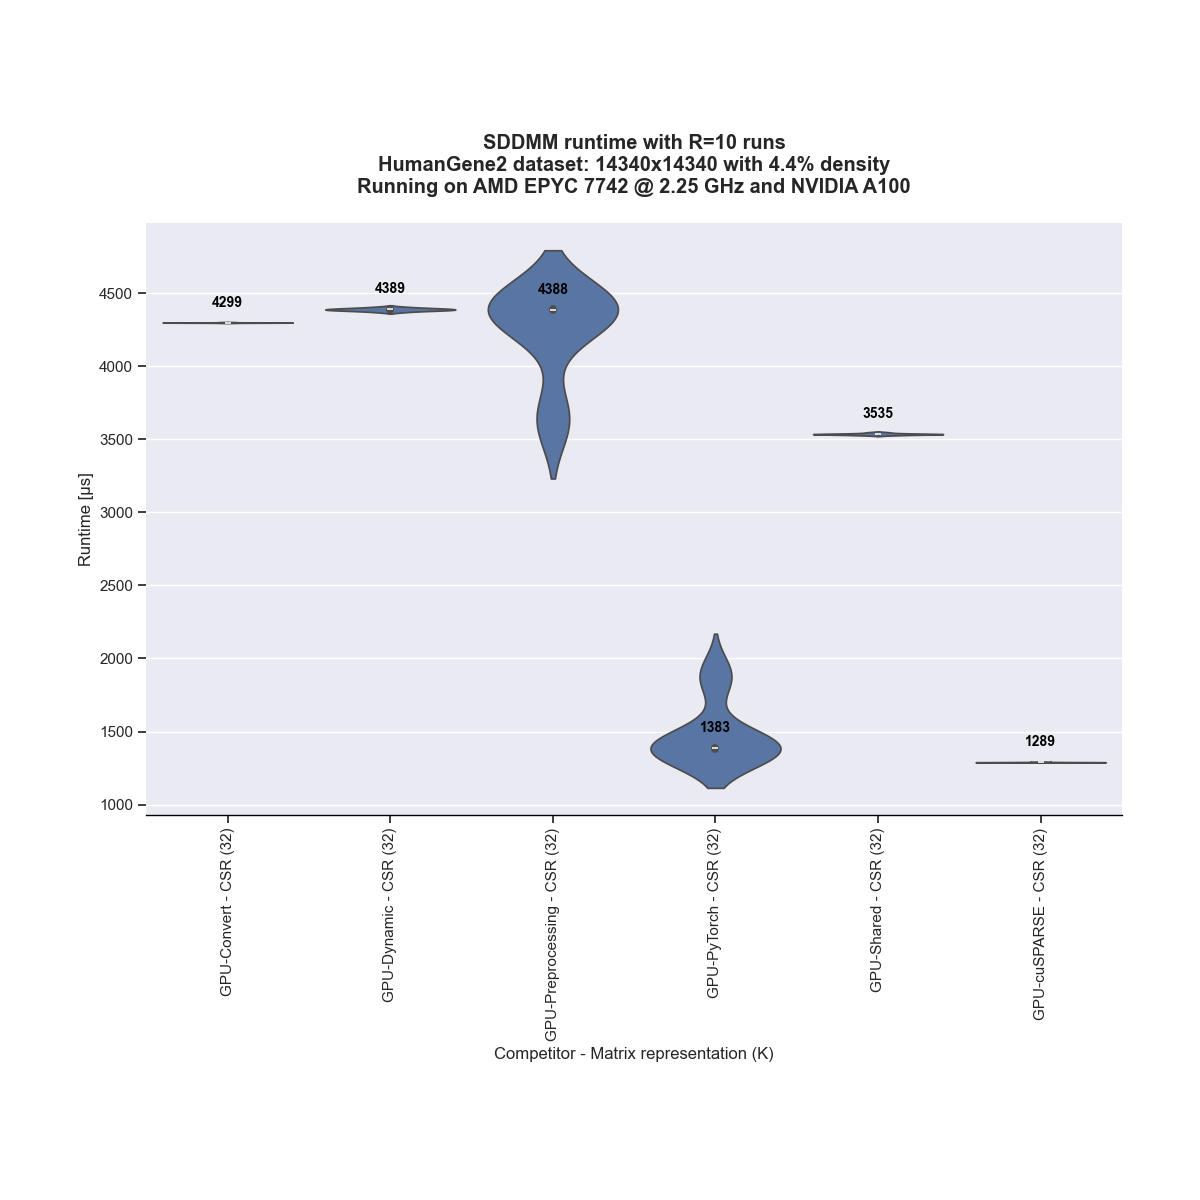 SDDMM runtime with R=10 runs
HumanGene2 dataset: 14340x14340 with 4.4% density
Running on AMD EPYC 7742 @ 2.25 GHz and NVIDIA A100
Runtime [μs]
4500
4000
3500
3000
2500
2000
1500
1000
4299
4389
4388
1383
3535
1289
GPU-Convert - CSR (32)
GPU-Dynamic - CSR (32)
GPU-Preprocessing - CSR (32)
GPU-PyTorch - CSR (32)
GPU-Shared - CSR (32)
GPU-cuSPARSE - CSR (32)
Competitor - Matrix representation (K)